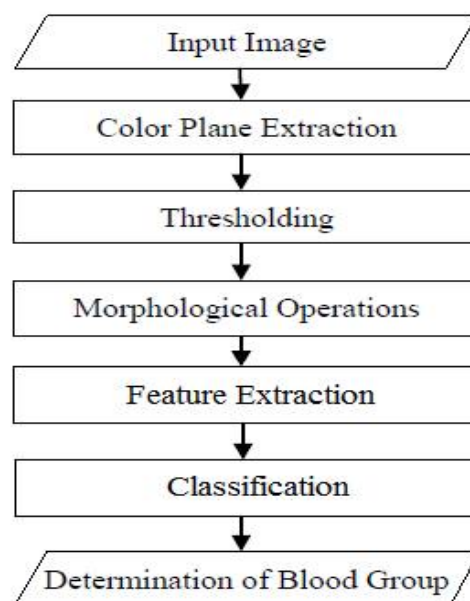 Input Image
Color Plane Extraction
Thresholding
Morphological Operations
Feature Extraction
Classification
Determination of Blood Group